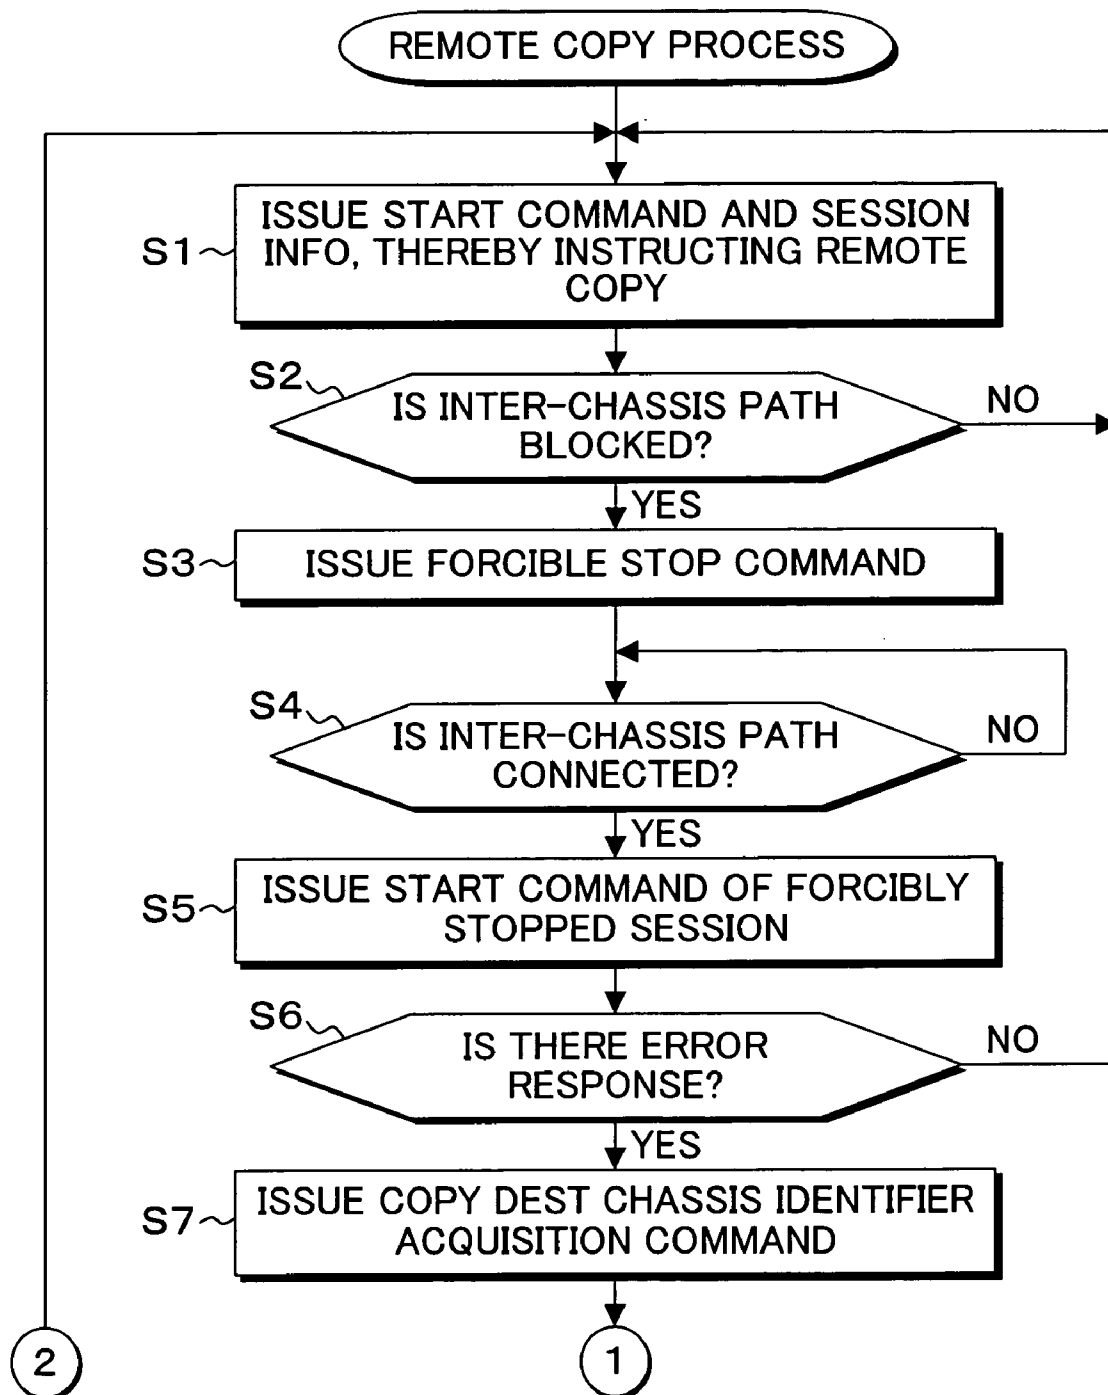 REMOTE COPY PROCESS
S1
ISSUE START COMMAND AND SESSION
INFO, THEREBY INSTRUCTING REMOTE
COPY
S2
IS INTER-CHASSIS PATH
BLOCKED?
NO
YES
S3
ISSUE FORCIBLE STOP COMMAND
S4
IS INTER-CHASSIS PATH
CONNECTED?
NO
YES
S5
ISSUE START COMMAND OF FORCIBLY
STOPPED SESSION
S6
IS THERE ERROR
RESPONSE?
NO
YES
S7
ISSUE COPY DEST CHASSIS IDENTIFIER
ACQUISITION COMMAND
2
1